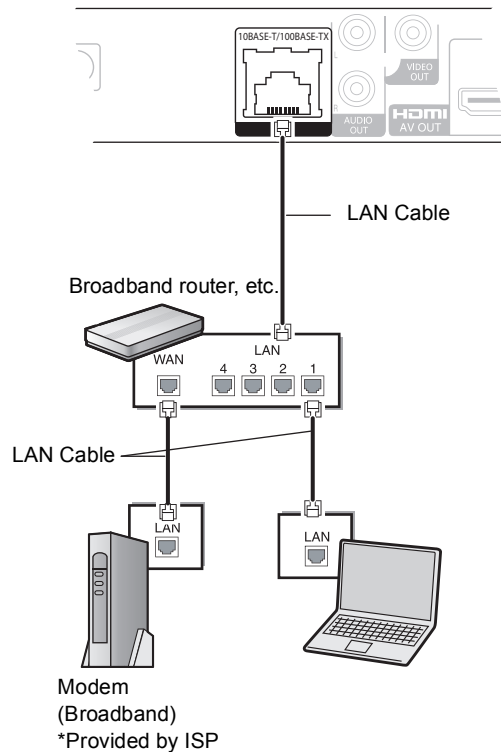 10BASE-T/100BASE-TX
L
R
VIDEO
OUT
AUDIO
OUT
HDMI
AV OUT
LAN Cable
Broadband router, etc.
WAN
LAN
4 3 2 1
LAN Cable
LAN
LAN
Modem
(Broadband)
*Provided by ISP